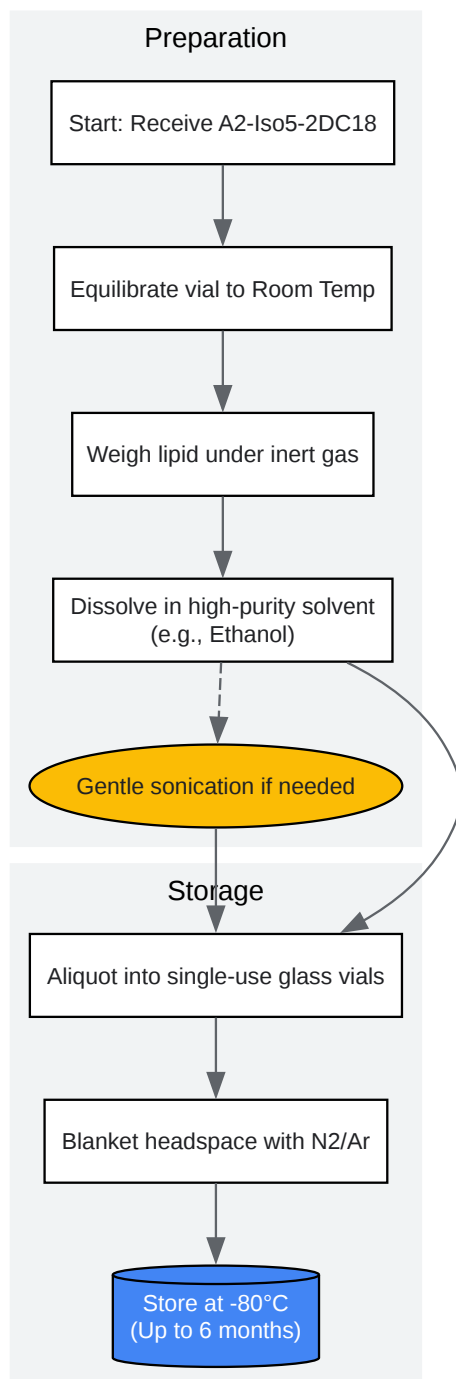 Preparation
Start: Receive A2-Iso5-2DC18
Equilibrate vial to Room Temp
Weigh lipid under inert gas
Dissolve in high-purity solvent
(e.g., Ethanol)
Gentle sonication if needed
Storage
Aliquot into single-use glass vials
Blanket headspace with N2/Ar
Store at -80°C
(Up to 6 months)